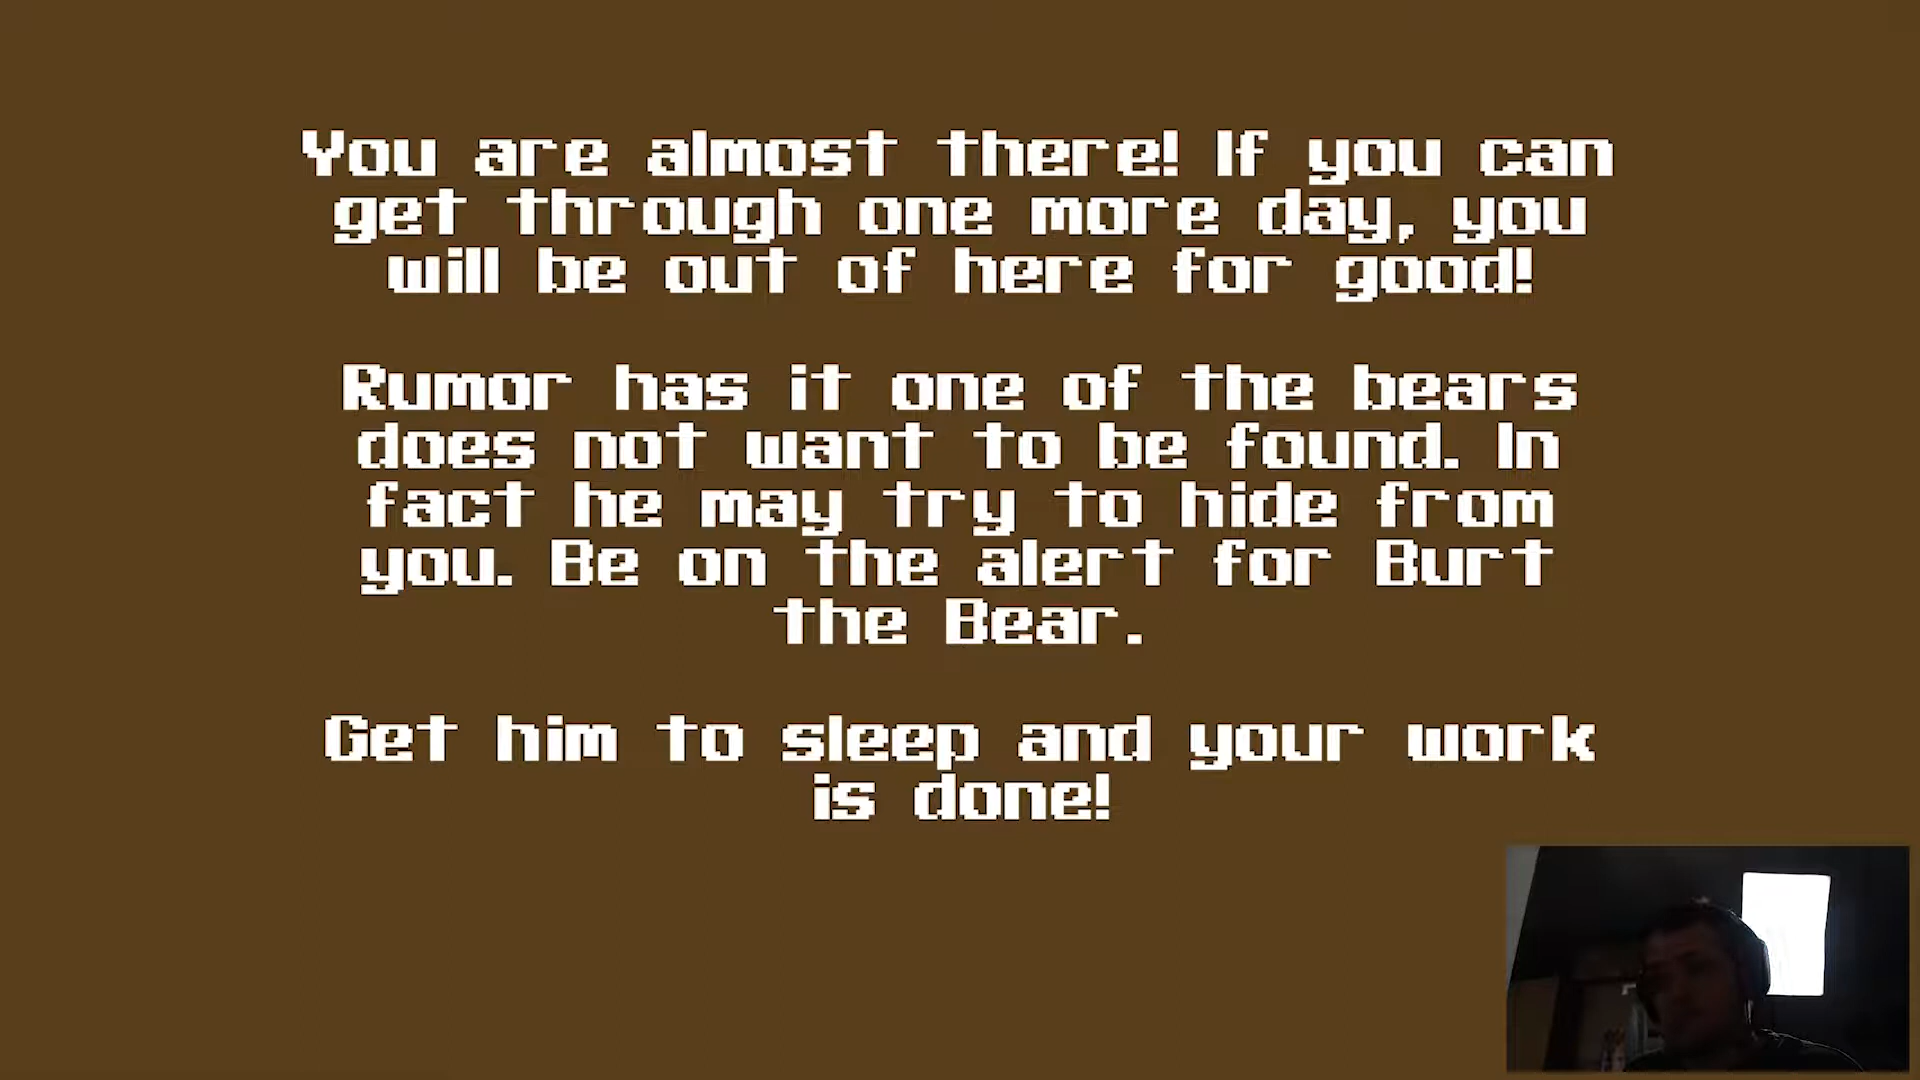 You are almost there! If you can
get through one more day, you
will be out of here for good!
Rumor has it one of the bears
does not want to be found. In
fact he may try to hide from
you. Be on the alert for Burt
the Bear.
Get him to sleep and your work
is done!